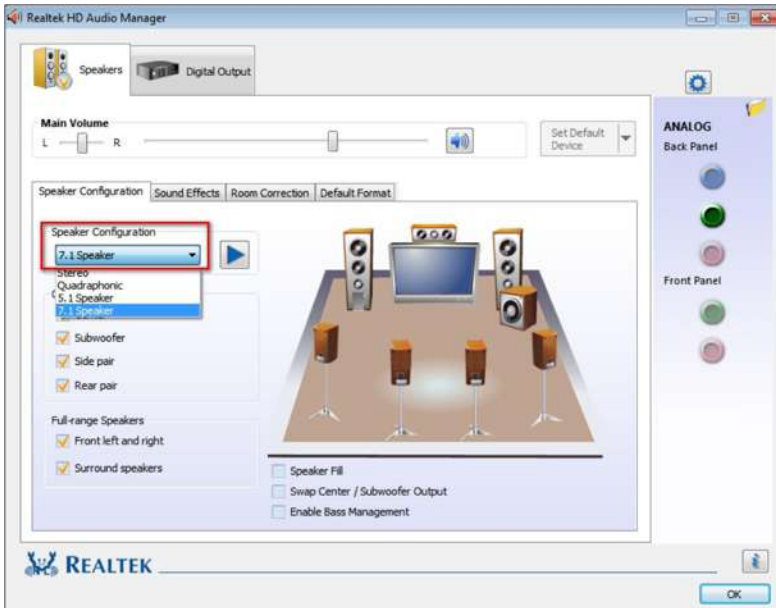 Realtek HD Audio Manager
Speakers
Digital Output
Main Volume
L
R
Set Default
Device
Speaker Configuration
Sound Effects
Room Correction
Default Format
Speaker Configuration
7.1 Speaker
Stereo
Quadraphonic
5.1 Speaker
7.1 Speaker
Subwoofer
Side pair
Rear pair
Full-range Speakers
Front left and right
Surround speakers
Speaker Fill
Swap Center / Subwoofer Output
Enable Bass Management
ANALOG
Back Panel
Front Panel
REALTEK
OK